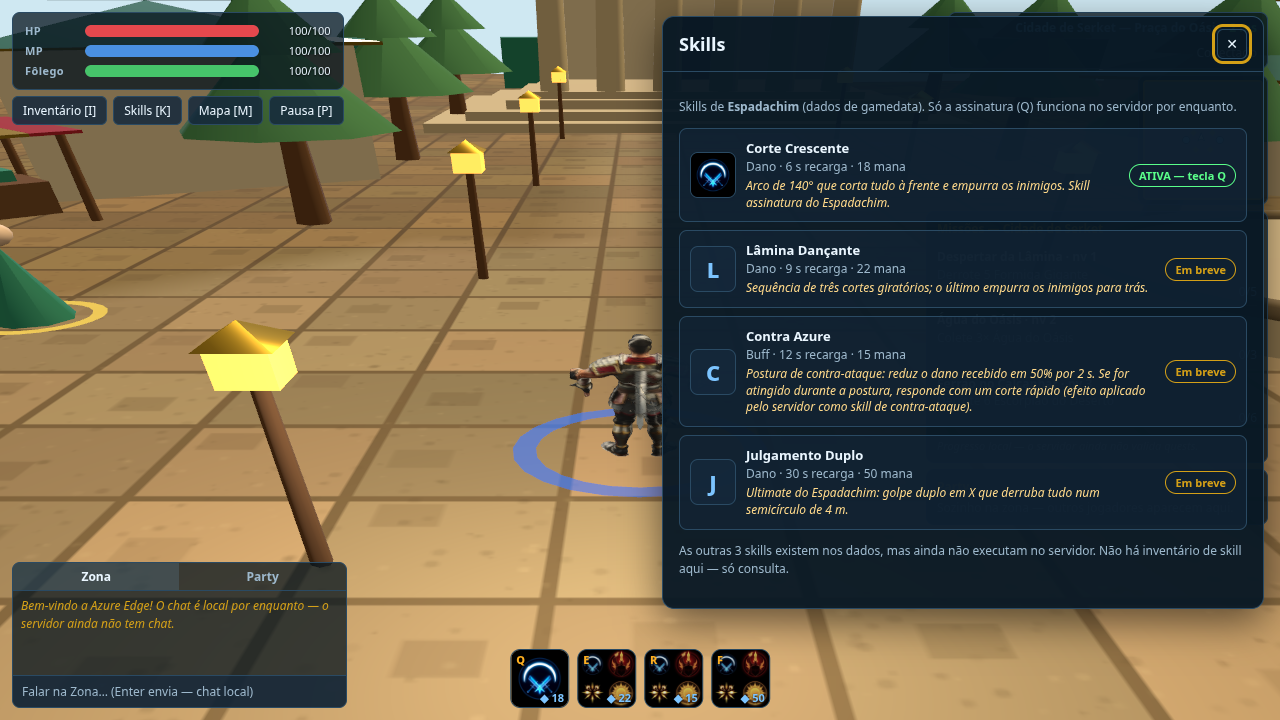 HP 100/100
MP 100/100
Fôlego 100/100
Inventário [I] Skills [K] Mapa [M] Pausa [P]
Skills ✕
Skills de Espadachim (dados de gamedata). Só a assinatura (Q) funciona no servidor por enquanto.
Corte Crescente
Dano · 6 s recarga · 18 mana
Arco de 140° que corta tudo à frente e empurra os inimigos. Skill
assinatura do Espadachim.
ATIVA — tecla Q
L
Lâmina Dançante
Dano · 9 s recarga · 22 mana
Sequência de três cortes giratórios; o último empurra os inimigos para trás.
Em breve
C
Contra Azure
Buff · 12 s recarga · 15 mana
Postura de contra-ataque: reduz o dano recebido em 50% por 2 s. Se for
atingido durante a postura, responde com um corte rápido (efeito aplicado
pelo servidor como skill de contra-ataque).
Em breve
J
Julgamento Duplo
Dano · 30 s recarga · 50 mana
Ultimate do Espadachim: golpe duplo em X que derruba tudo num
semicírculo de 4 m.
Em breve
As outras 3 skills existem nos dados, mas ainda não executam no servidor. Não há inventário de skill
aqui — só consulta.
Zona Party
Bem-vindo a Azure Edge! O chat é local por enquanto — o
servidor ainda não tem chat.
Falar na Zona... (Enter envia — chat local)
Q E R F
18 22 15 50